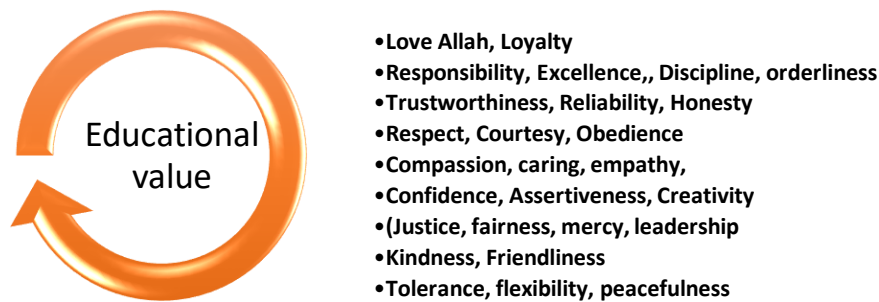 Educational
value
•Love Allah, Loyalty
•Responsibility, Excellence,, Discipline, orderliness
•Trustworthiness, Reliability, Honesty
•Respect, Courtesy, Obedience
•Compassion, caring, empathy,
•Confidence, Assertiveness, Creativity
•(Justice, fairness, mercy, leadership
•Kindness, Friendliness
•Tolerance, flexibility, peacefulness